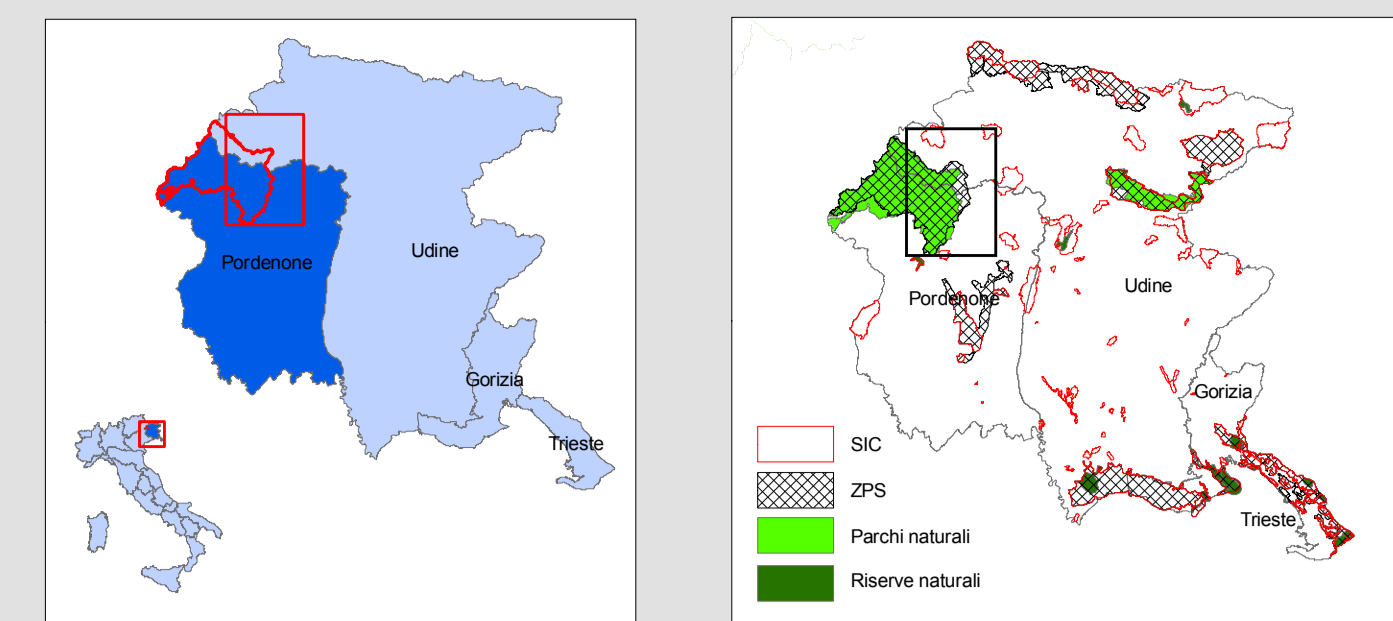 Pordenone
Udine
Gorizia
Trieste
Pordenone
Udine
Gorizia
Trieste
SIC
ZPS
Parchi naturali
Riserve naturali